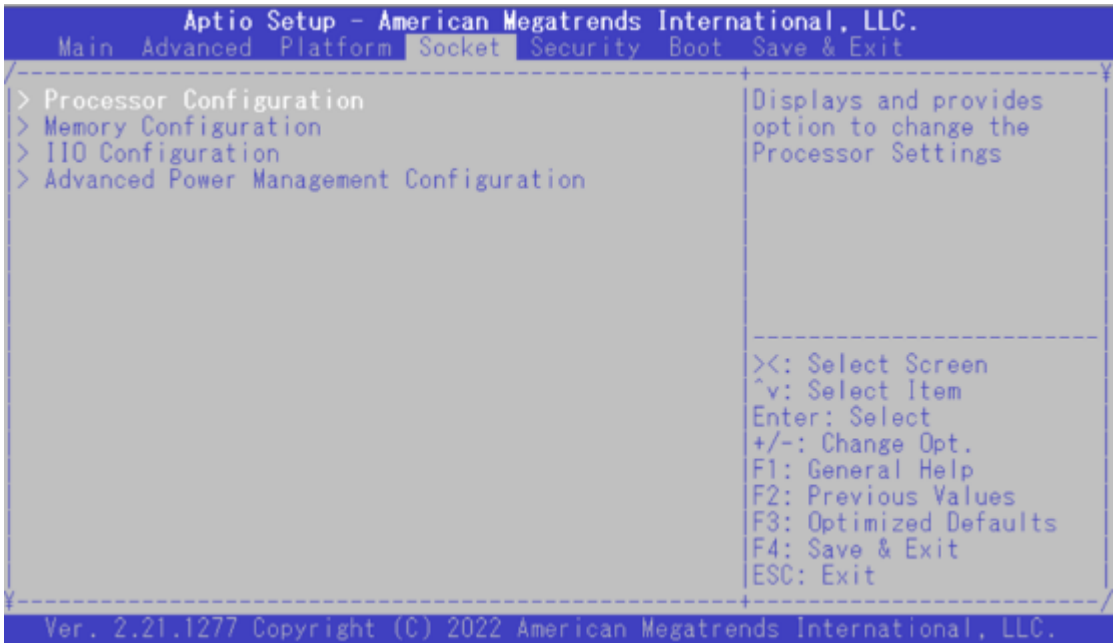 Aptio Setup - American Megatrends International, LLC.
Main Advanced Platform Socket Security Boot Save & Exit
> Processor Configuration
> Memory Configuration
> IIO Configuration
> Advanced Power Management Configuration
Displays and provides
option to change the
Processor Settings
><: Select Screen
^v: Select Item
Enter: Select
+/-: Change Opt.
F1: General Help
F2: Previous Values
F3: Optimized Defaults
F4: Save & Exit
ESC: Exit
Ver. 2.21.1277 Copyright (C) 2022 American Megatrends International, LLC.